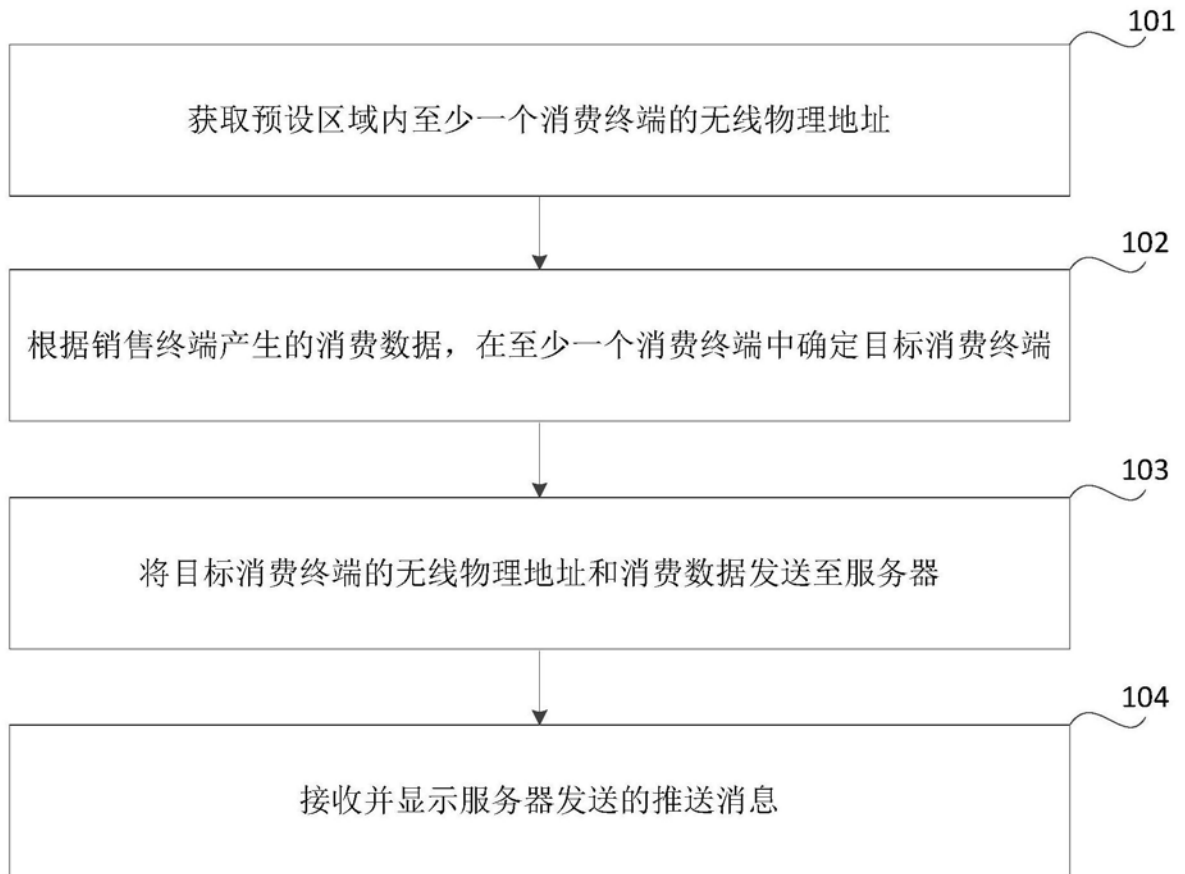 101
获取预设区域内至少一个消费终端的无线物理地址
102
根据销售终端产生的消费数据，在至少一个消费终端中确定目标消费终端
103
将目标消费终端的无线物理地址和消费数据发送至服务器
104
接收并显示服务器发送的推送消息